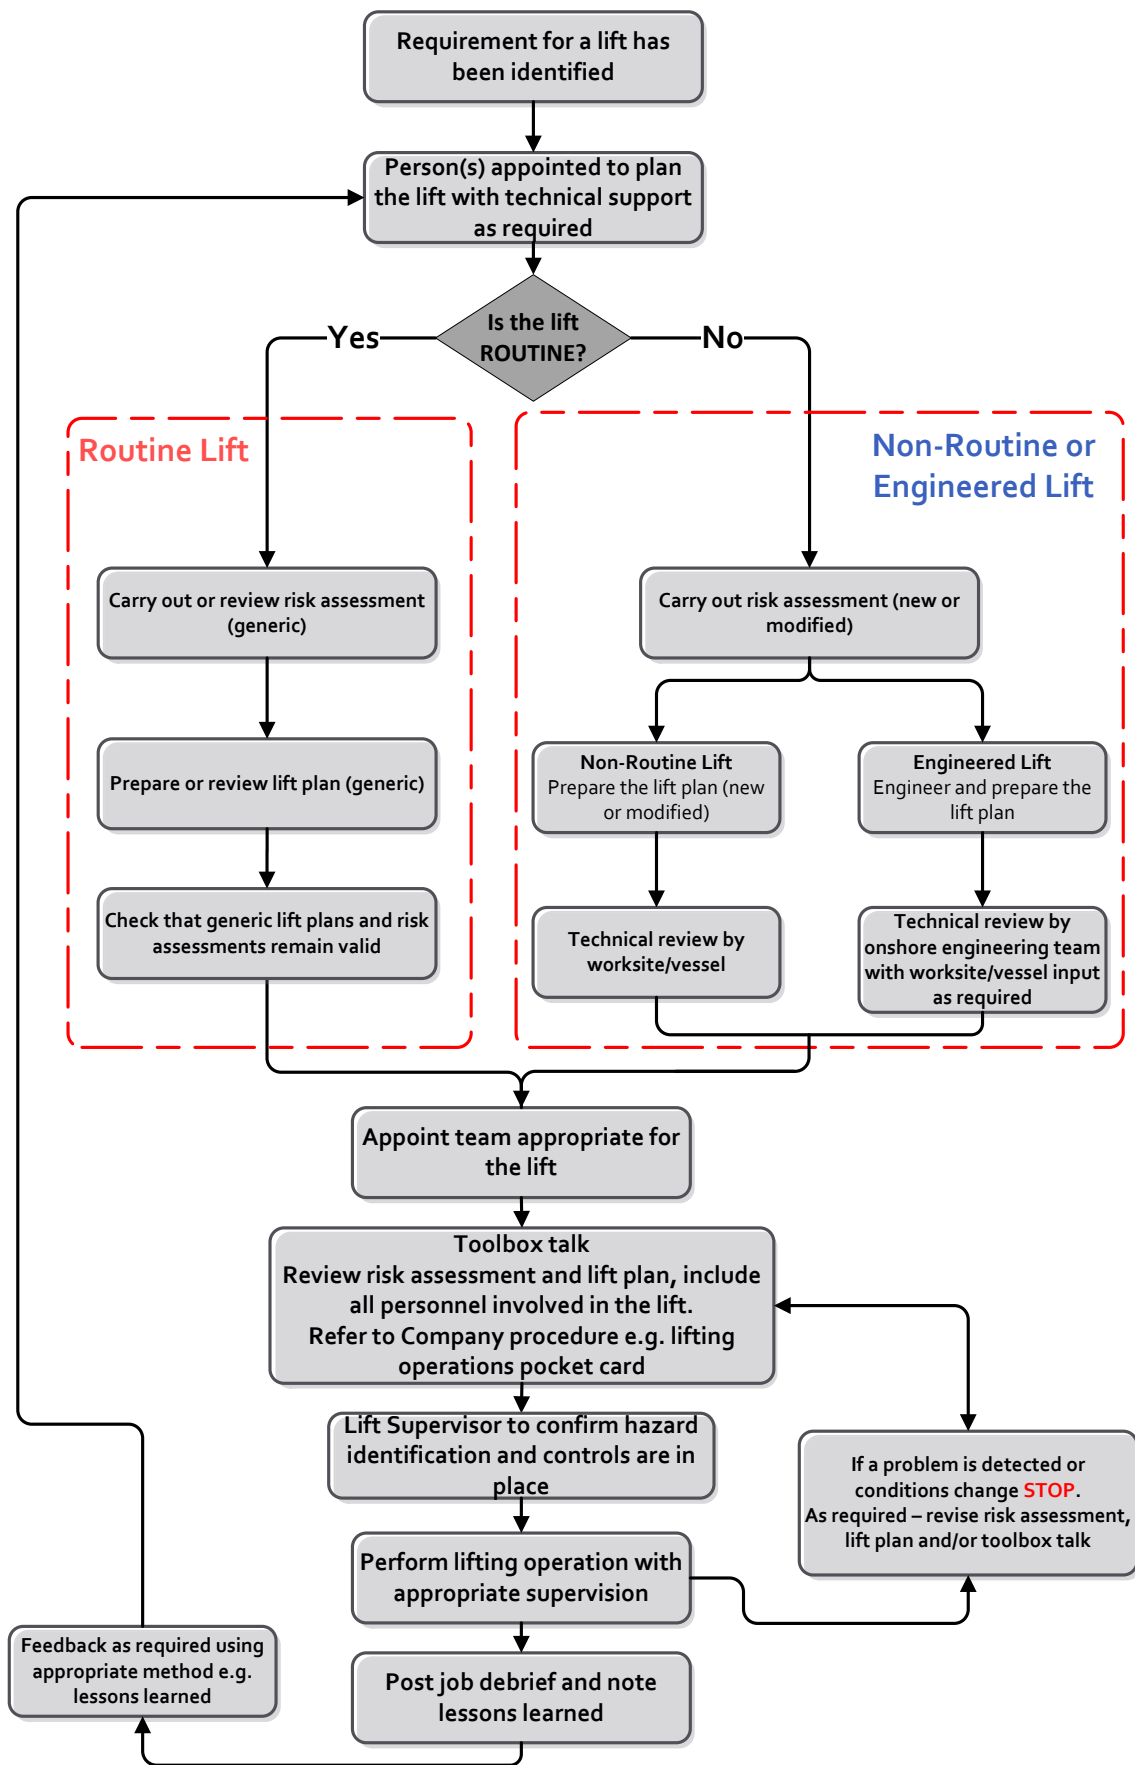 Requirement for a lift has
been identified
Person(s) appointed to plan
the lift with technical support
as required
Is the lift
ROUTINE?
Yes
No
Routine Lift
Non-Routine or
Engineered Lift
Carry out or review risk assessment
(generic)
Carry out risk assessment (new or
modified)
Prepare or review lift plan (generic)
Non-Routine Lift
Prepare the lift plan (new
or modified)
Engineered Lift
Engineer and prepare the
lift plan
Check that generic lift plans and risk
assessments remain valid
Technical review by
worksite/vessel
Technical review by
onshore engineering team
with worksite/vessel input
as required
Appoint team appropriate for
the lift
Toolbox talk
Review risk assessment and lift plan, include
all personnel involved in the lift.
Refer to Company procedure e.g. lifting
operations pocket card
Lift Supervisor to confirm hazard
identification and controls are in
place
If a problem is detected or
conditions change STOP.
As required – revise risk assessment,
lift plan and/or toolbox talk
Perform lifting operation with
appropriate supervision
Feedback as required using
appropriate method e.g.
lessons learned
Post job debrief and note
lessons learned